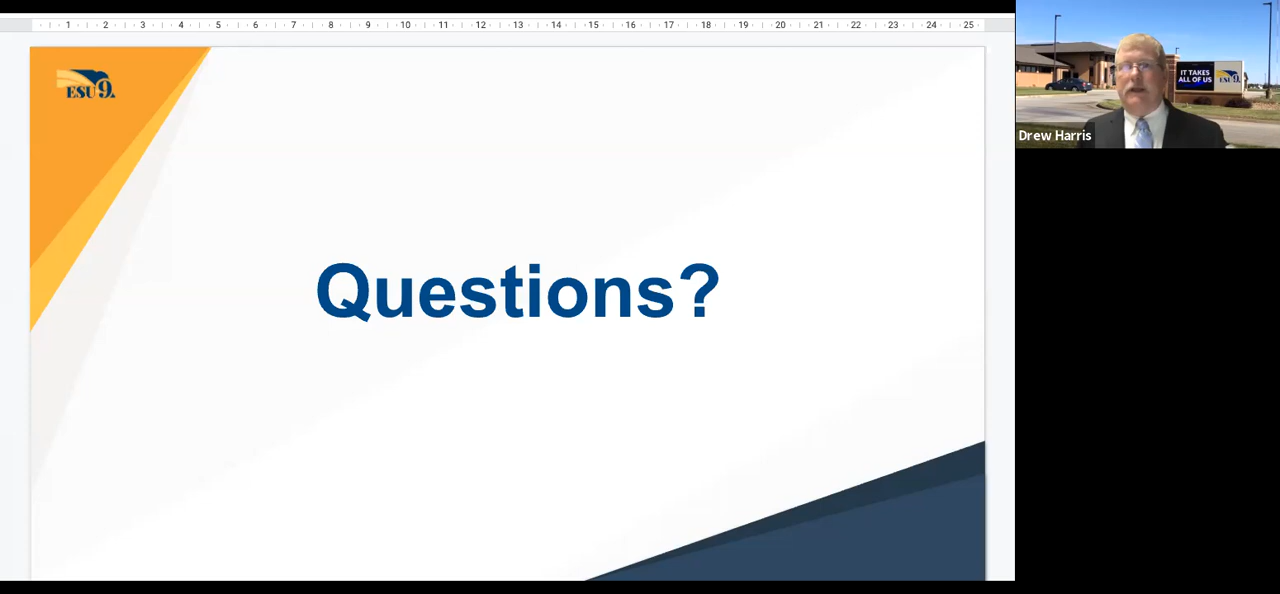 1 2 3 4 5 6 7 8 9 10 11 12 13 14 15 16 17 18 19 20 21 22 23 24 25
ESU 9
Questions?
IT TAKES
ALL OF US
ESU 9
Drew Harris